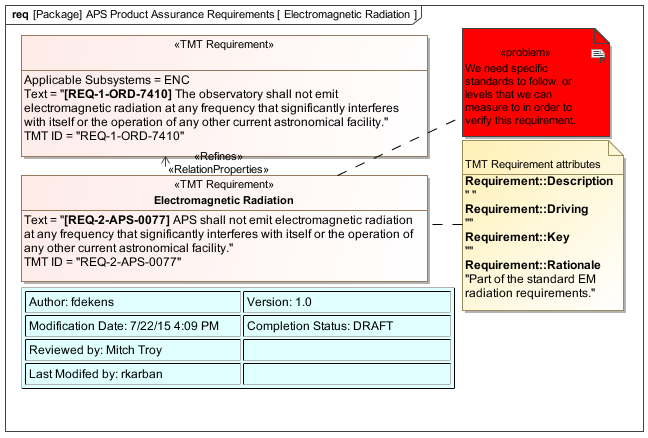 req [Package] APS Product Assurance Requirements [ Electromagnetic Radiation ]
«TMT Requirement»
Applicable Subsystems = ENC
Text = "[REQ-1-ORD-7410] The observatory shall not emit
electromagnetic radiation at any frequency that significantly interferes
with itself or the operation of any other current astronomical facility."
TMT ID = "REQ-1-ORD-7410"
«problem»
We need specific
standards to follow, or
levels that we can
measure to in order to
verify this requirement.
«Refines»
«RelationProperties»
«TMT Requirement»
Electromagnetic Radiation
Text = "[REQ-2-APS-0077] APS shall not emit electromagnetic radiation
at any frequency that significantly interferes with itself or the operation of
any other current astronomical facility."
TMT ID = "REQ-2-APS-0077"
TMT Requirement attributes
Requirement::Description
" "
Requirement::Driving
""
Requirement::Key
""
Requirement::Rationale
"Part of the standard EM
radiation requirements."
Author: fdekens
Version: 1.0
Modification Date: 7/22/15 4:09 PM
Completion Status: DRAFT
Reviewed by: Mitch Troy
Last Modifed by: rkarban